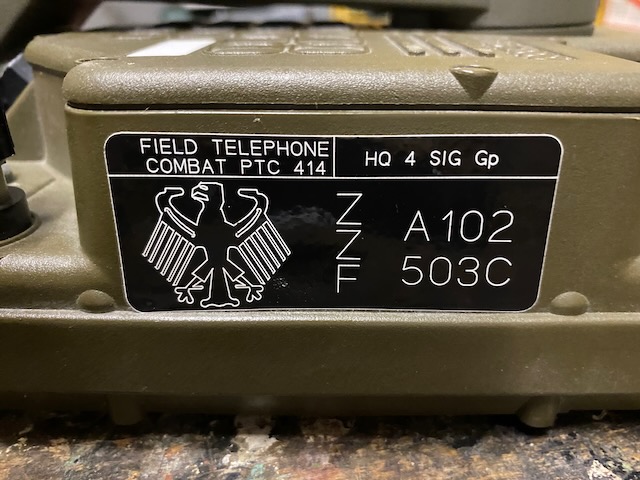 FIELD TELEPHONE
COMBAT PTC 414
HQ 4 SIG Gp
ZZF
A102
503C